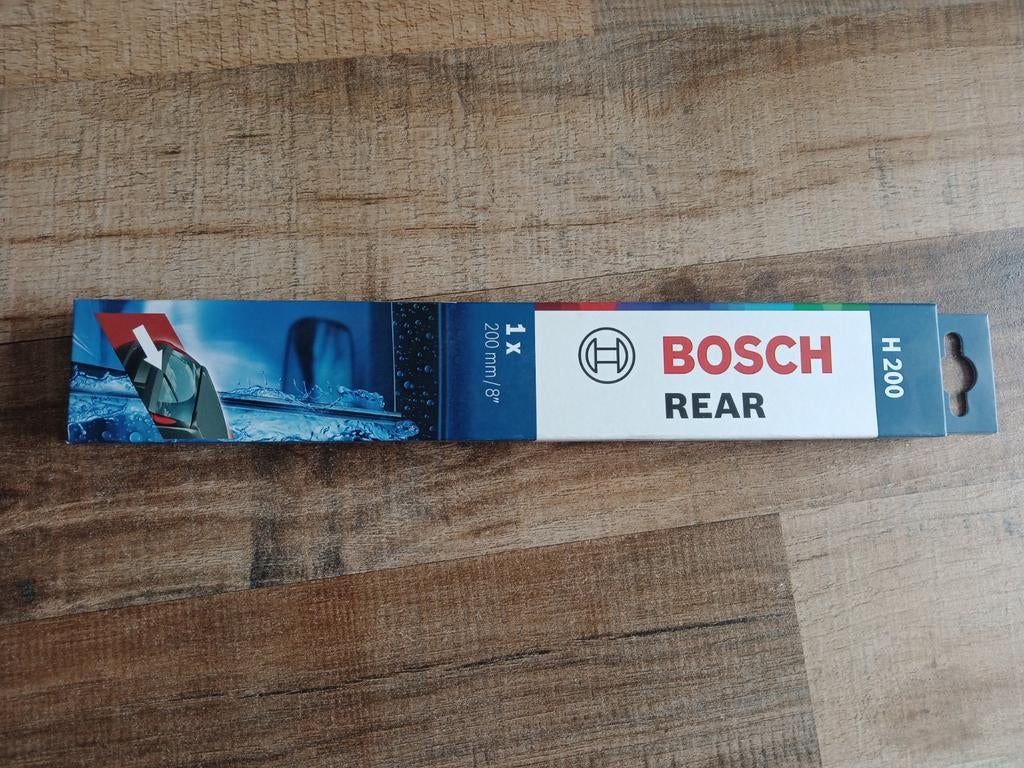 1 x
200 mm / 8"
BOSCH
REAR
H 200